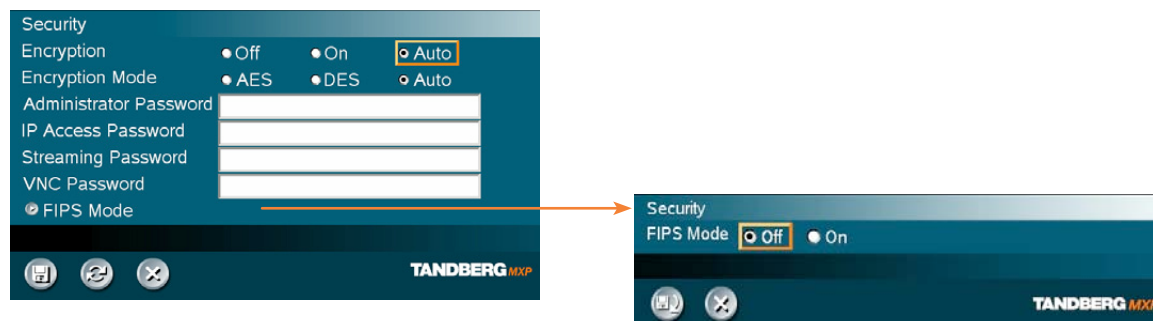 Security
Encryption Off On Auto
Encryption Mode AES DES Auto
Administrator Password
IP Access Password
Streaming Password
VNC Password
FIPS Mode
TANDBERG MXP
Security
FIPS Mode Off On
TANDBERG MXP